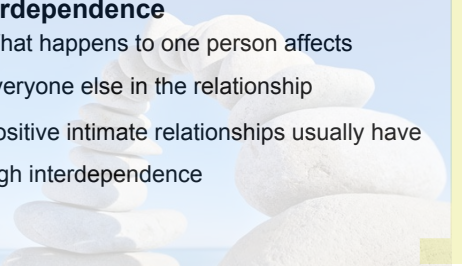 rdependence
hat happens to one person affects
veryone else in the relationship
ositive intimate relationships usually have
gh interdependence